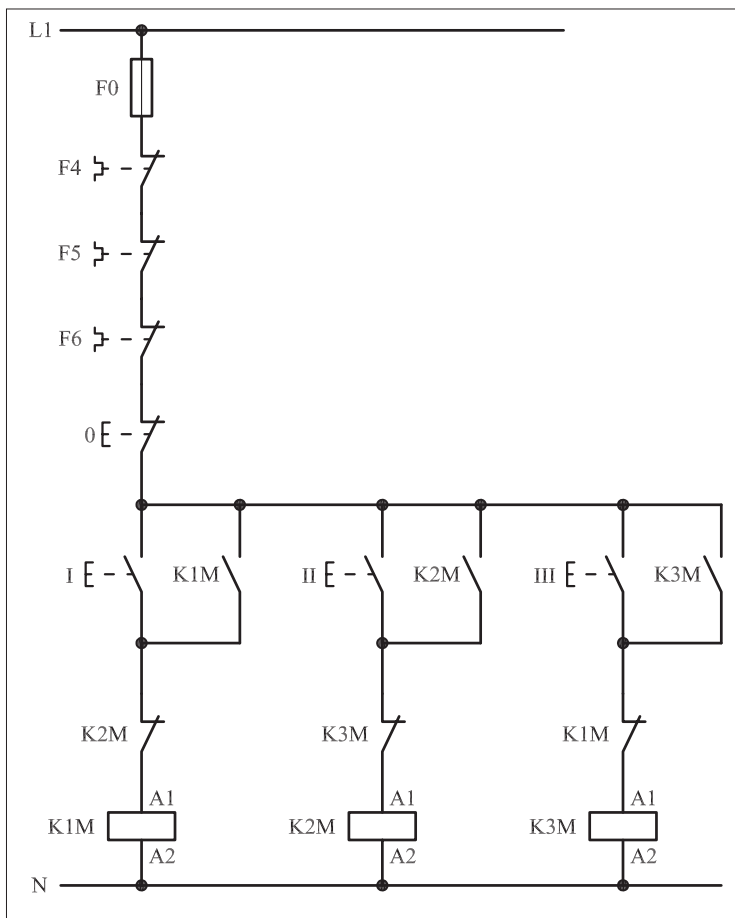 L1
F0
F4
F5
F6
0
I K1M II K2M III K3M
K2M K3M K1M
A1 A1 A1
K1M K2M K3M
A2 A2 A2
N